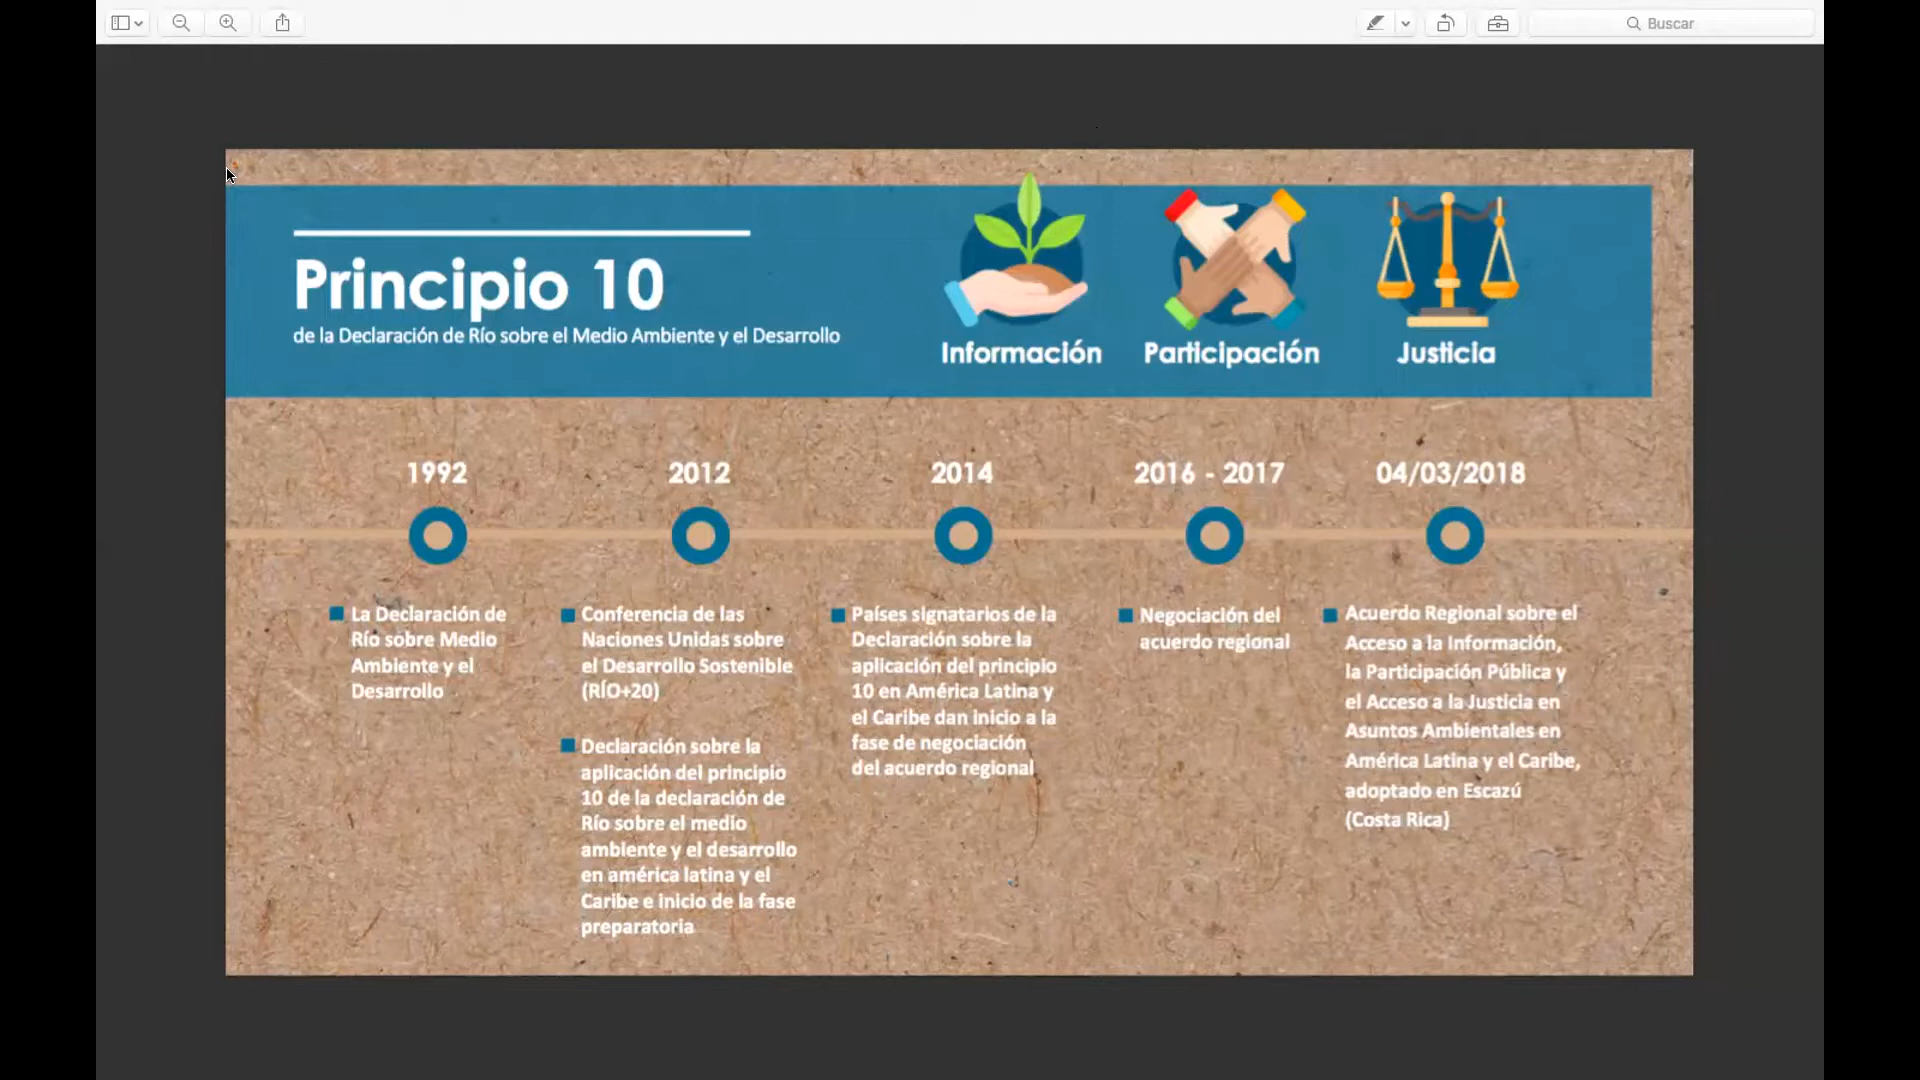 Buscar
Principio 10
de la Declaración de Río sobre el Medio Ambiente y el Desarrollo
Información
Participación
Justicia
1992
La Declaración de
Río sobre Medio
Ambiente y el
Desarrollo
2012
Conferencia de las
Naciones Unidas sobre
el Desarrollo Sostenible
(RÍO+20)
Declaración sobre la
aplicación del principio
10 de la declaración de
Río sobre el medio
ambiente y el desarrollo
en américa latina y el
Caribe e inicio de la fase
preparatoria
2014
Países signatarios de la
Declaración sobre la
aplicación del principio
10 en América Latina y
el Caribe dan inicio a la
fase de negociación
del acuerdo regional
2016 - 2017
Negociación del
acuerdo regional
04/03/2018
Acuerdo Regional sobre el
Acceso a la Información,
la Participación Pública y
el Acceso a la Justicia en
Asuntos Ambientales en
América Latina y el Caribe,
adoptado en Escazú
(Costa Rica)